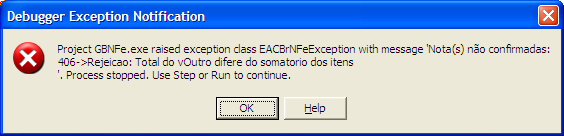 Debugger Exception Notification
Project GBNFe.exe raised exception class EACBrNFeException with message 'Nota(s) não confirmadas:
406->Rejeicao: Total do vOutro difere do somatorio dos itens
'. Process stopped. Use Step or Run to continue.
OK
Help